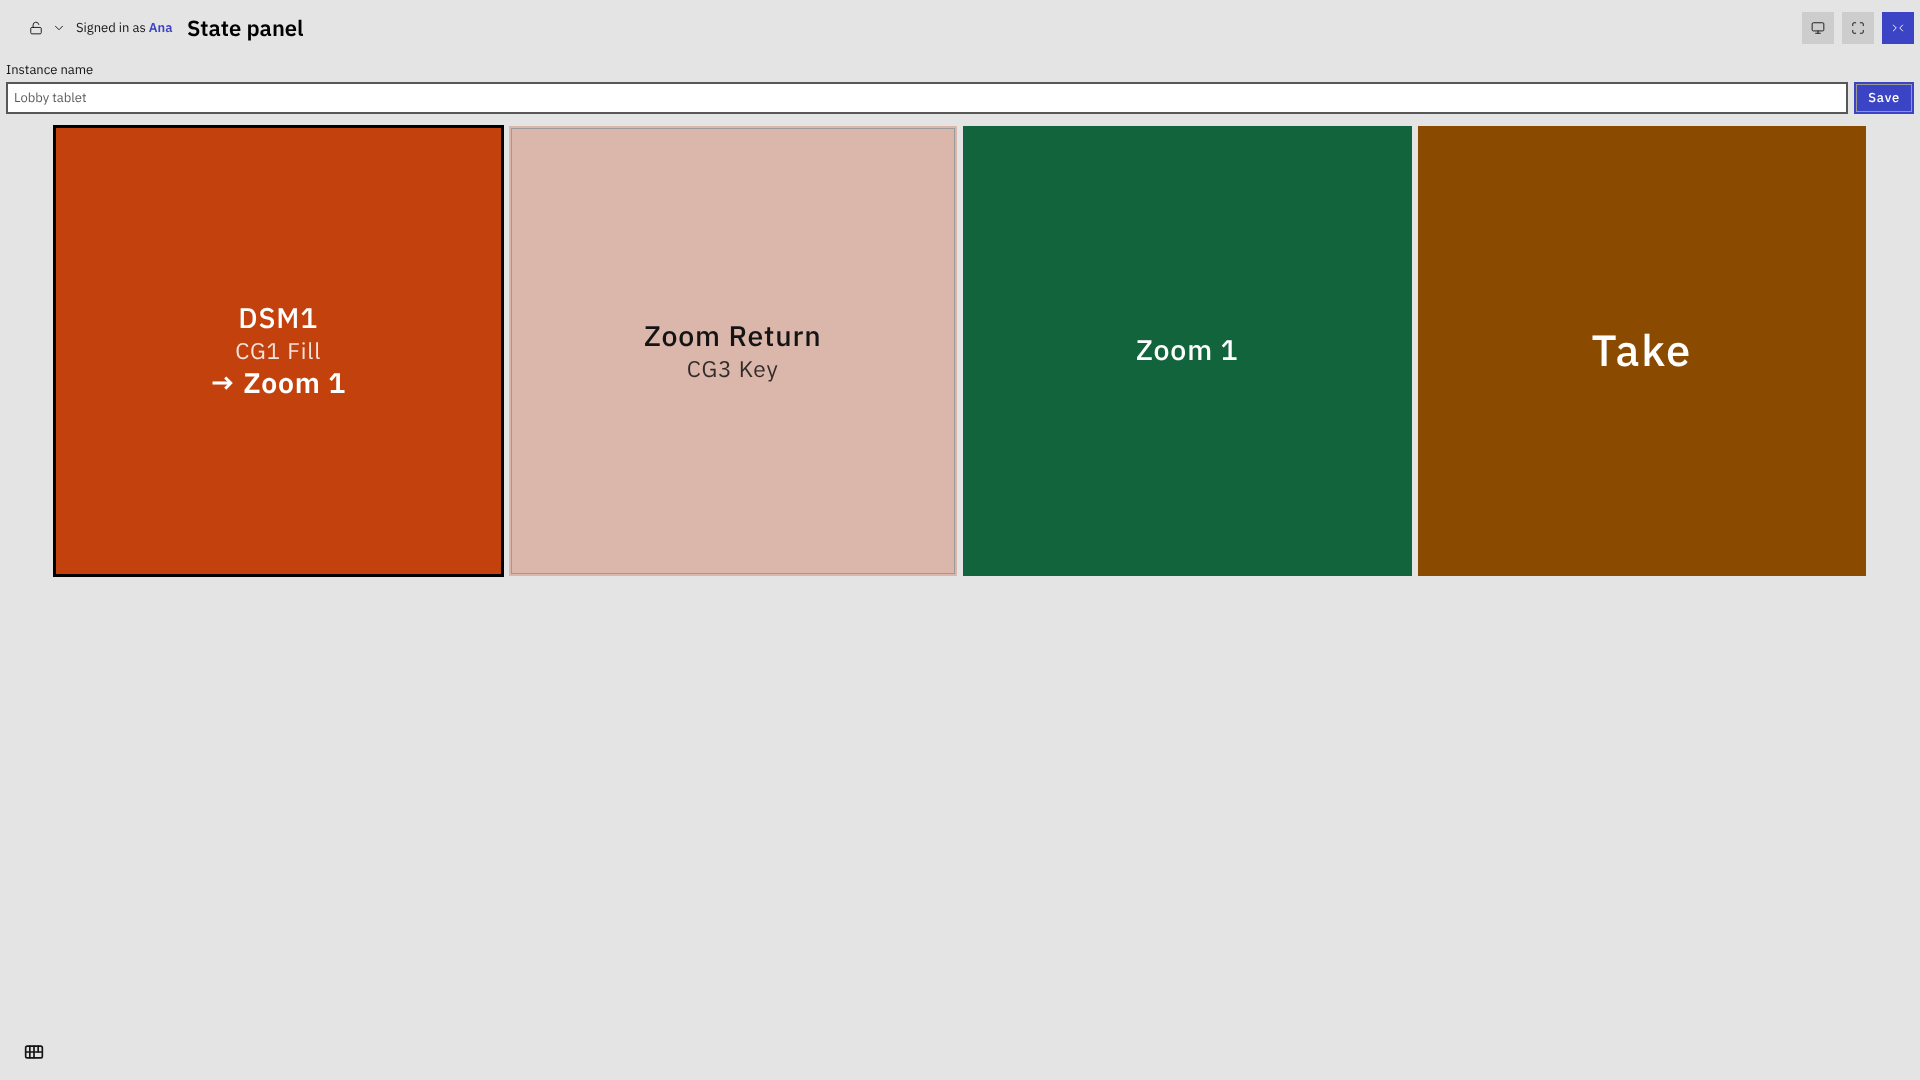 Signed in as Ana
State panel
Instance name
Lobby tablet
Save
DSM1
CG1 Fill
→ Zoom 1
Zoom Return
CG3 Key
Zoom 1
Take